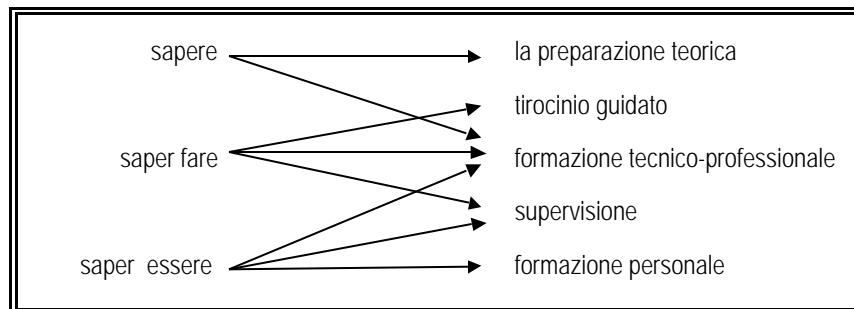 sapere
la preparazione teorica
tirocinio guidato
saper fare
formazione tecnico-professionale
supervisione
saper essere
formazione personale